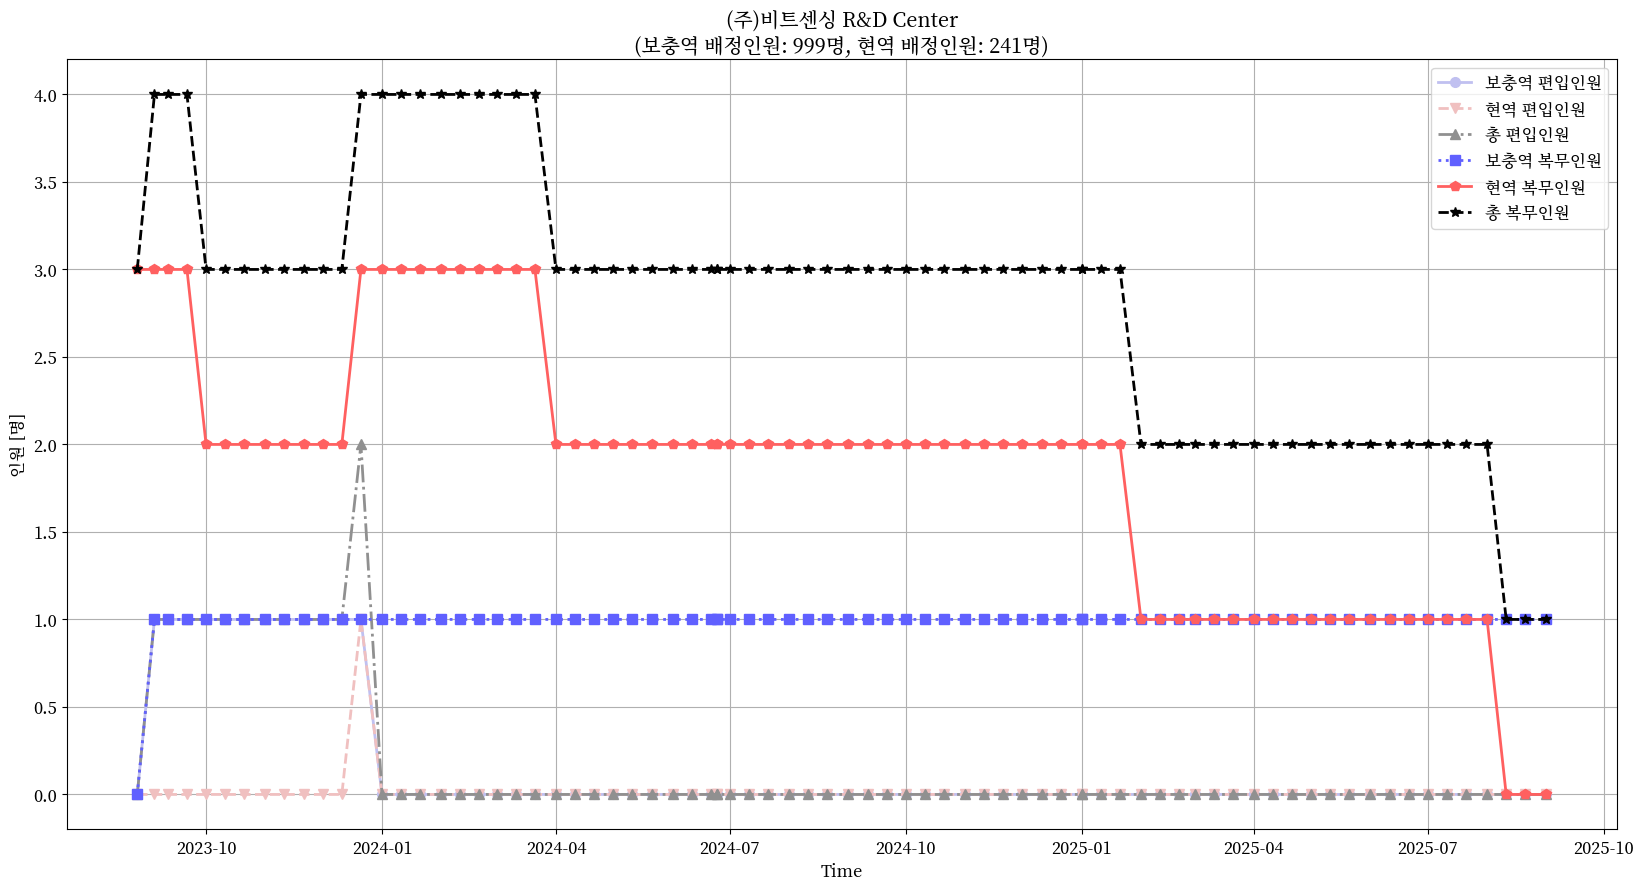 (주)비트센싱 R&D Center
(보충역 배정인원: 999명, 현역 배정인원: 241명)
보충역 편입인원
현역 편입인원
총 편입인원
보충역 복무인원
현역 복무인원
총 복무인원
인원 [명]
4.0
3.5
3.0
2.5
2.0
1.5
1.0
0.5
0.0
2023-10
2024-01
2024-04
2024-07
2024-10
2025-01
2025-04
2025-07
2025-10
Time